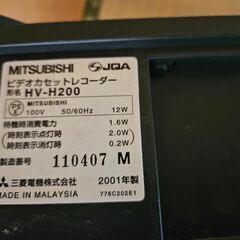 MITSUBISHI JQA
ビデオカセットレコーダー
形名 HV-H200
PS E MITSUBISHI
100V 50/60Hz 12W
待機時消費電力 1.6W
(時刻表示点灯時) 2.0W
(時刻表示消灯時) 0.2W
製造番号 110407 M
三菱電機株式会社 2001年製
MADE IN MALAYSIA 776C202E1